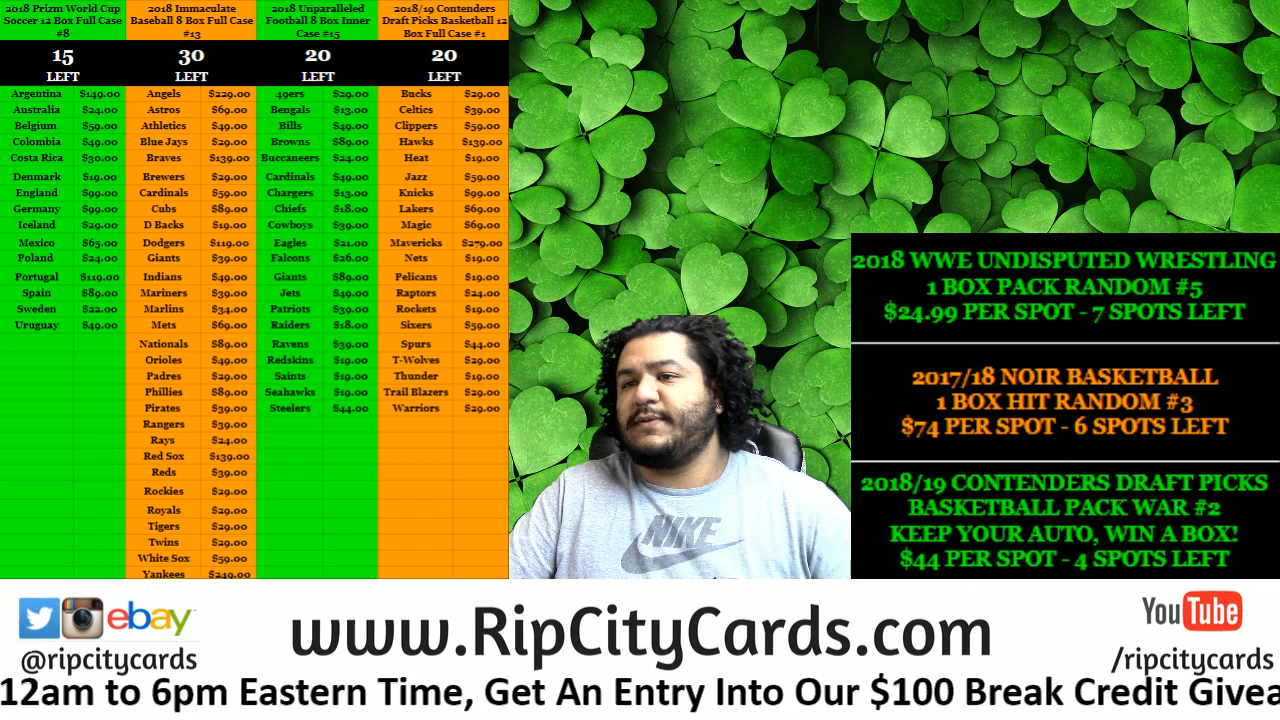 2018 Prizm World Cup
Soccer 12 Box Full Case
#8
15
LEFT
Argentina $149.00
Australia $24.00
Belgium $59.00
Colombia $49.00
Costa Rica $30.00
Denmark $19.00
England $99.00
Germany $99.00
Iceland $29.00
Mexico $65.00
Poland $24.00
Portugal $119.00
Spain $89.00
Sweden $22.00
Uruguay $49.00
2018 Immaculate
Baseball 8 Box Full Case
#13
30
LEFT
Angels $229.00
Astros $69.00
Athletics $49.00
Blue Jays $29.00
Braves $139.00
Brewers $29.00
Cardinals $59.00
Cubs $89.00
D Backs $19.00
Dodgers $119.00
Giants $39.00
Indians $49.00
Mariners $39.00
Marlins $34.00
Mets $69.00
Nationals $89.00
Orioles $49.00
Padres $29.00
Phillies $89.00
Pirates $39.00
Rangers $39.00
Rays $24.00
Red Sox $139.00
Reds $39.00
Rockies $29.00
Royals $29.00
Tigers $29.00
Twins $29.00
White Sox $59.00
Yankees $249.00
2018 Unparalleled
Football 8 Box Inner
Case #15
20
LEFT
49ers $29.00
Bengals $13.00
Bills $49.00
Browns $89.00
Buccaneers $24.00
Cardinals $49.00
Chargers $13.00
Chiefs $18.00
Cowboys $39.00
Eagles $21.00
Falcons $26.00
Giants $89.00
Jets $49.00
Patriots $39.00
Raiders $18.00
Ravens $39.00
Redskins $19.00
Saints $19.00
Seahawks $19.00
Steelers $44.00
2018/19 Contenders
Draft Picks Basketball 12
Box Full Case #1
20
LEFT
Bucks $29.00
Celtics $39.00
Clippers $59.00
Hawks $139.00
Heat $19.00
Jazz $59.00
Knicks $99.00
Lakers $69.00
Magic $69.00
Mavericks $279.00
Nets $19.00
Pelicans $19.00
Raptors $24.00
Rockets $19.00
Sixers $59.00
Spurs $44.00
T-Wolves $29.00
Thunder $19.00
Trail Blazers $29.00
Warriors $29.00
NIKE
2018 WWE UNDISPUTED WRESTLING
1 BOX PACK RANDOM #5
$24.99 PER SPOT - 7 SPOTS LEFT
2017/18 NOIR BASKETBALL
1 BOX HIT RANDOM #3
$74 PER SPOT - 6 SPOTS LEFT
2018/19 CONTENDERS DRAFT PICKS
BASKETBALL PACK WAR #2
KEEP YOUR AUTO, WIN A BOX!
$44 PER SPOT - 4 SPOTS LEFT
ebay
@ripcitycards
www.RipCityCards.com
YouTube
/ripcitycards
12am to 6pm Eastern Time, Get An Entry Into Our $100 Break Credit Givea